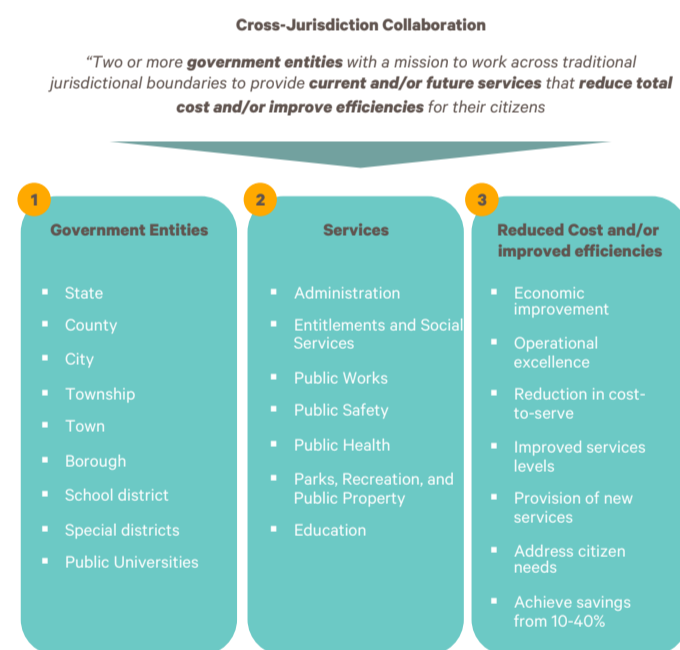 Cross-Jurisdiction Collaboration
“Two or more government entities with a mission to work across traditional
jurisdictional boundaries to provide current and/or future services that reduce total
cost and/or improve efficiencies for their citizens
1
Government Entities
State
County
City
Township
Town
Borough
School district
Special districts
Public Universities
2
Services
Administration
Entitlements and Social
Services
Public Works
Public Safety
Public Health
Parks, Recreation, and
Public Property
Education
3
Reduced Cost and/or
improved efficiencies
Economic
improvement
Operational
excellence
Reduction in cost-
to-serve
Improved services
levels
Provision of new
services
Address citizen
needs
Achieve savings
from 10-40%